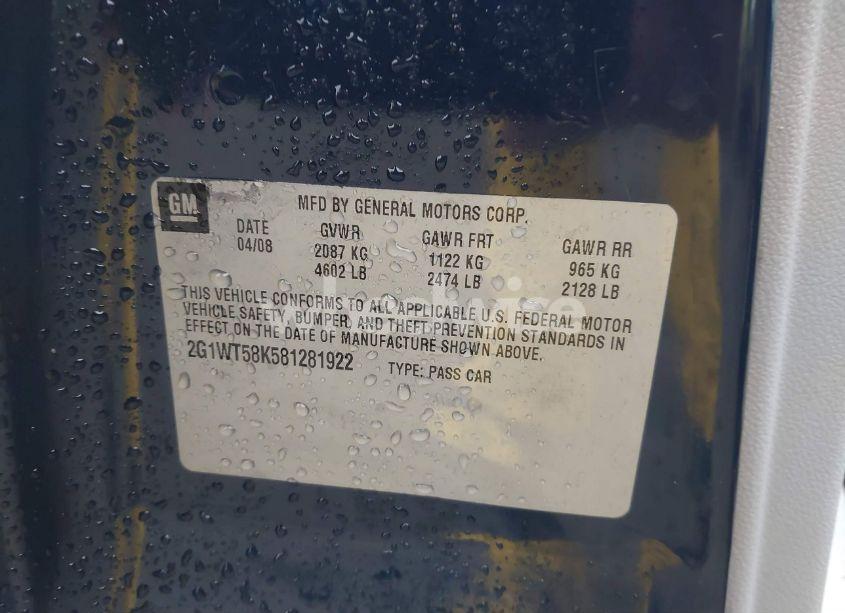 GM
MFD BY GENERAL MOTORS CORP.
DATE GVWR GAWR FRT GAWR RR
04/08 2087 KG 1122 KG 965 KG
4602 LB 2474 LB 2128 LB
THIS VEHICLE CONFORMS TO ALL APPLICABLE U.S. FEDERAL MOTOR
VEHICLE SAFETY, BUMPER, AND THEFT PREVENTION STANDARDS IN
EFFECT ON THE DATE OF MANUFACTURE SHOWN ABOVE.
2G1WT58K581281922 TYPE: PASS CAR